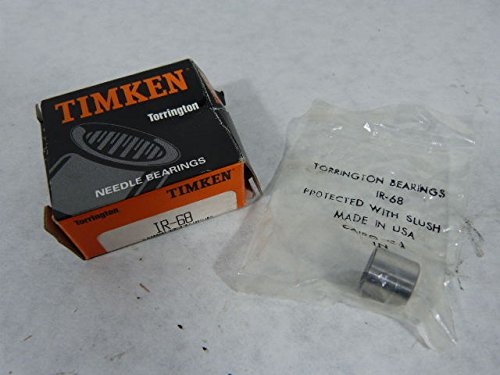 TIMKEN
Torrington
NEEDLE BEARINGS
Torrington
TIMKEN
IR-68
TORRINGTON BEARINGS
IR-68
PROTECTED WITH SLUSH
MADE IN USA